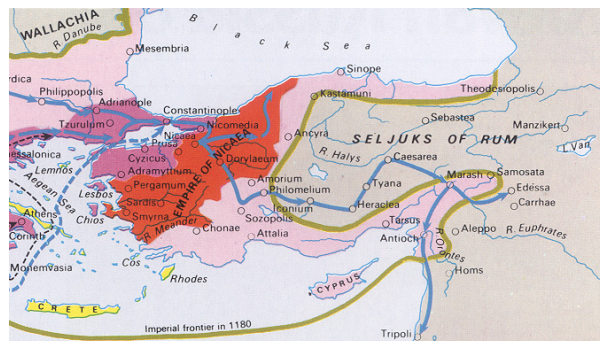 WALLACHIA
R Danube
Black Sea
Mesembria
rdica
Philippopolis
Adrianople
Tzurulum
Constantinople
Sinope
Kastamuni
Theodosiopolis
Nicomedia
Nicaea
Prusa
Ancyra
SELJUKS OF RUM
Sebastea
Manzikert
L Van
essalonica
Lemnos
Cyzicus
Adramyttium
Dorylaeum
EMPIRE OF NICAEA
R. Halys
Caesarea
Aegean Sea
Lesbos
Pergamum
Amorium
Philomelium
Tyana
Marash
Samosata
Edessa
Carrhae
Athens
Chios
Sardis
Smyrna
Iconium
Heraclea
Sozopolis
Corinth
R. Meander
Chonae
Attalia
Tarsus
Antioch
R Orontes
Aleppo
R. Euphrates
Monemvasia
Cos
Rhodes
CYPRUS
Homs
CRETE
Imperial frontier in 1180
Tripoli